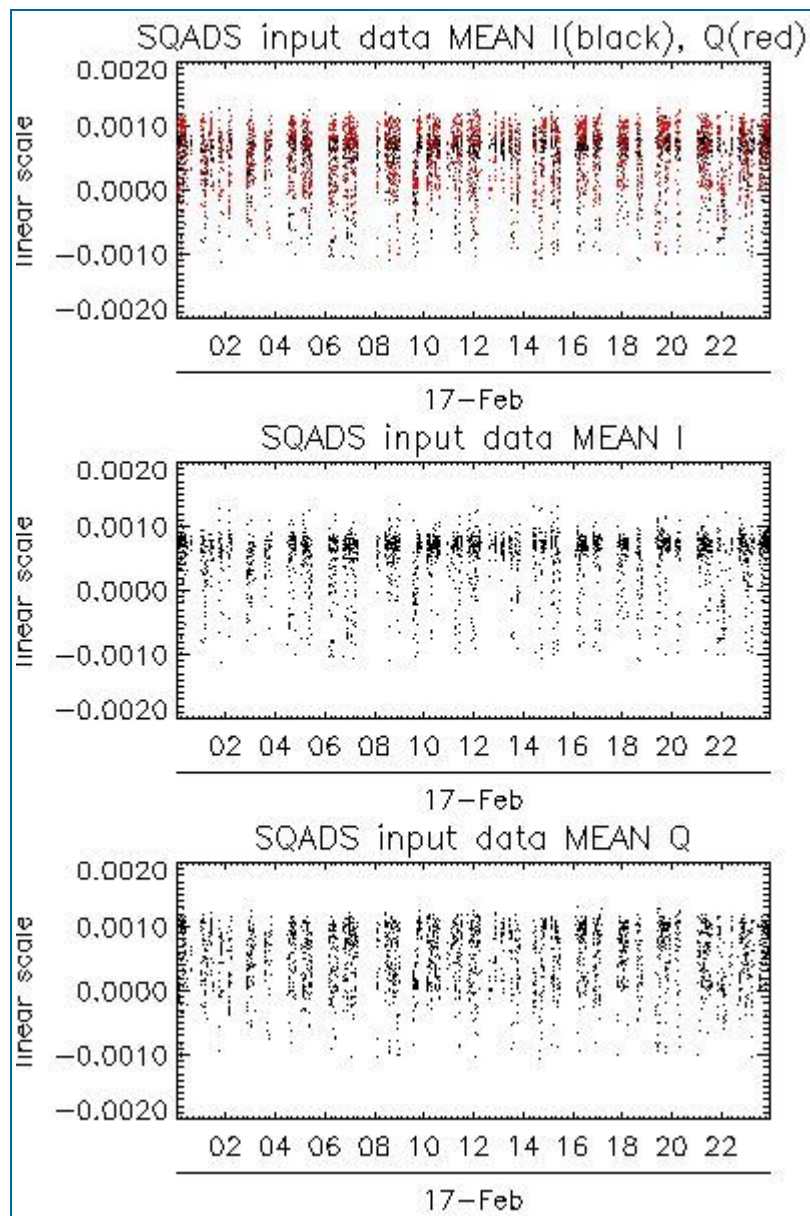 SQADS input data MEAN I(black), Q(red)
0.0020
0.0010
0.0000
-0.0010
-0.0020
linear scale
02 04 06 08 10 12 14 16 18 20 22
17-Feb
SQADS input data MEAN I
0.0020
0.0010
0.0000
-0.0010
-0.0020
linear scale
02 04 06 08 10 12 14 16 18 20 22
17-Feb
SQADS input data MEAN Q
0.0020
0.0010
0.0000
-0.0010
-0.0020
linear scale
02 04 06 08 10 12 14 16 18 20 22
17-Feb